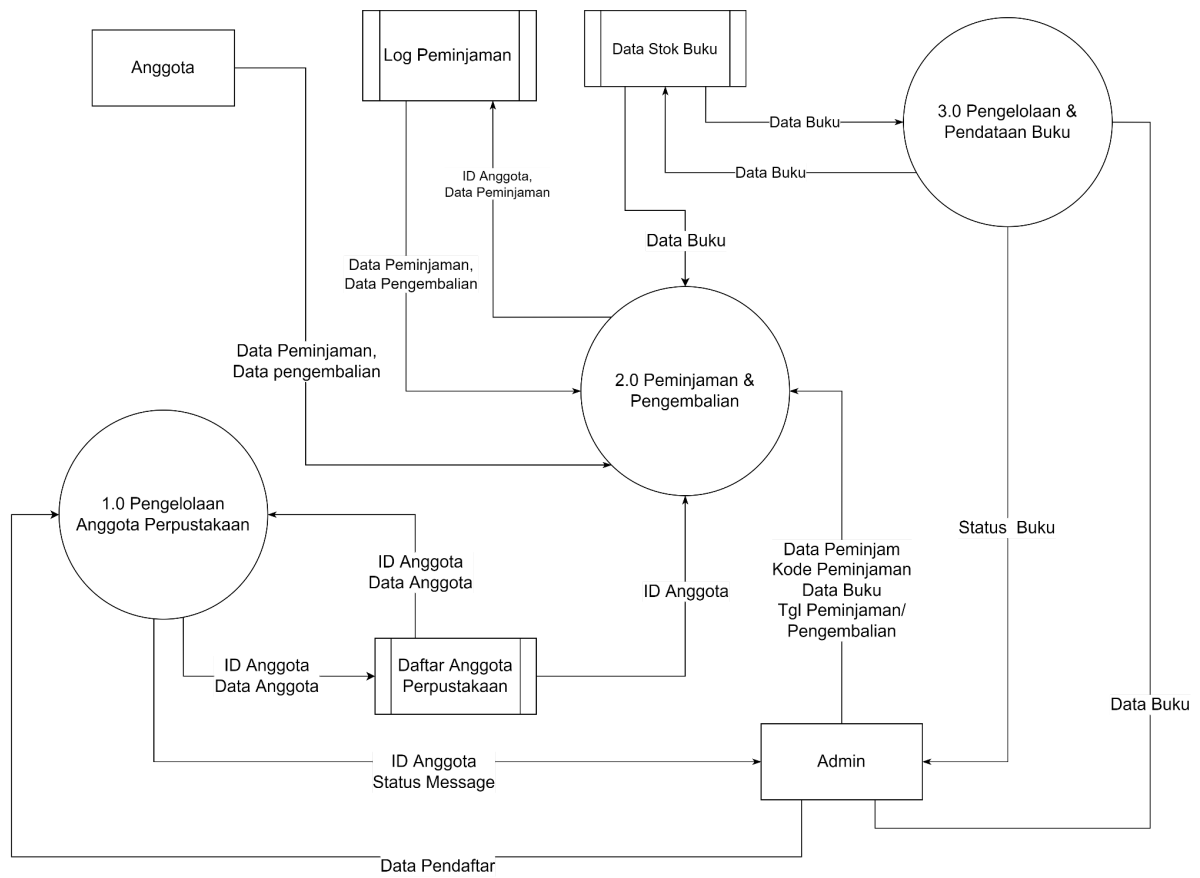 Anggota
Log Peminjaman
Data Stok Buku
3.0 Pengelolaan &
Pendataan Buku
Data Buku
Data Buku
ID Anggota,
Data Peminjaman
Data Buku
Data Peminjaman,
Data Pengembalian
Data Peminjaman,
Data pengembalian
2.0 Peminjaman &
Pengembalian
1.0 Pengelolaan
Anggota Perpustakaan
Status Buku
ID Anggota
Data Anggota
ID Anggota
Data Peminjam
Kode Peminjaman
Data Buku
Tgl Peminjaman/
Pengembalian
ID Anggota
Data Anggota
Daftar Anggota
Perpustakaan
Data Buku
ID Anggota
Status Message
Admin
Data Pendaftar